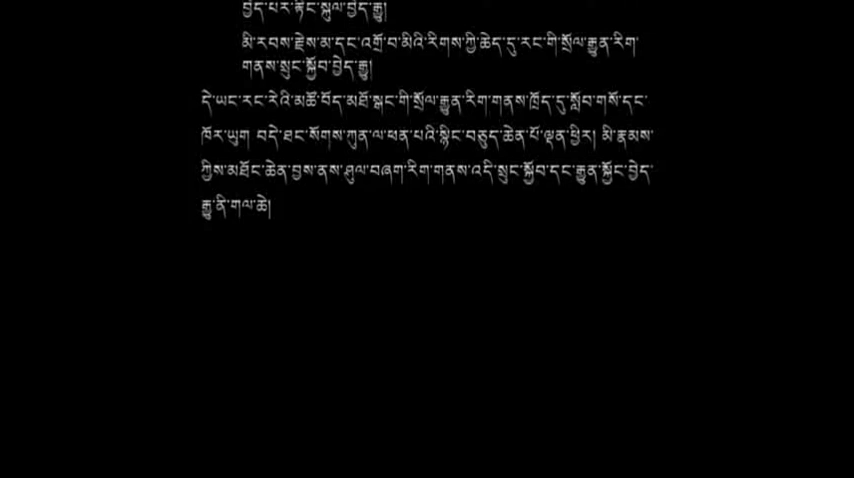 བྱེད་པར་རྟིང་སྐུལ་བྱེད་རྒྱུ།
མི་རབས་རྗེས་མ་དང་འགྲོ་བ་མིའི་རིགས་ཀྱི་ཆེད་དུ་རང་གི་སྲོལ་རྒྱུན་རིག་
གནས་སྲུང་སྐྱོབ་བྱེད་རྒྱུ།
དེ་ཡང་རང་རེའི་མཚོ་བོད་མཐོ་སྒང་གི་སྲོལ་རྒྱུན་རིག་གནས་ཁྲོད་དུ་སློབ་གསོ་དང་
ཁོར་ཡུག བདེ་ཐང་སོགས་ཀུན་ལ་ཕན་པའི་སྙིང་བཅུད་ཆེན་པོ་ལྡན་ཕྱིར། མི་རྣམས་
ཀྱིས་མཐོང་ཆེན་བྱས་ནས་ཤུལ་བཞག་རིག་གནས་འདི་སྲུང་སྐྱོབ་དང་རྒྱུན་སྐྱོང་བྱེད་
རྒྱུ་ནི་གལ་ཆེ།